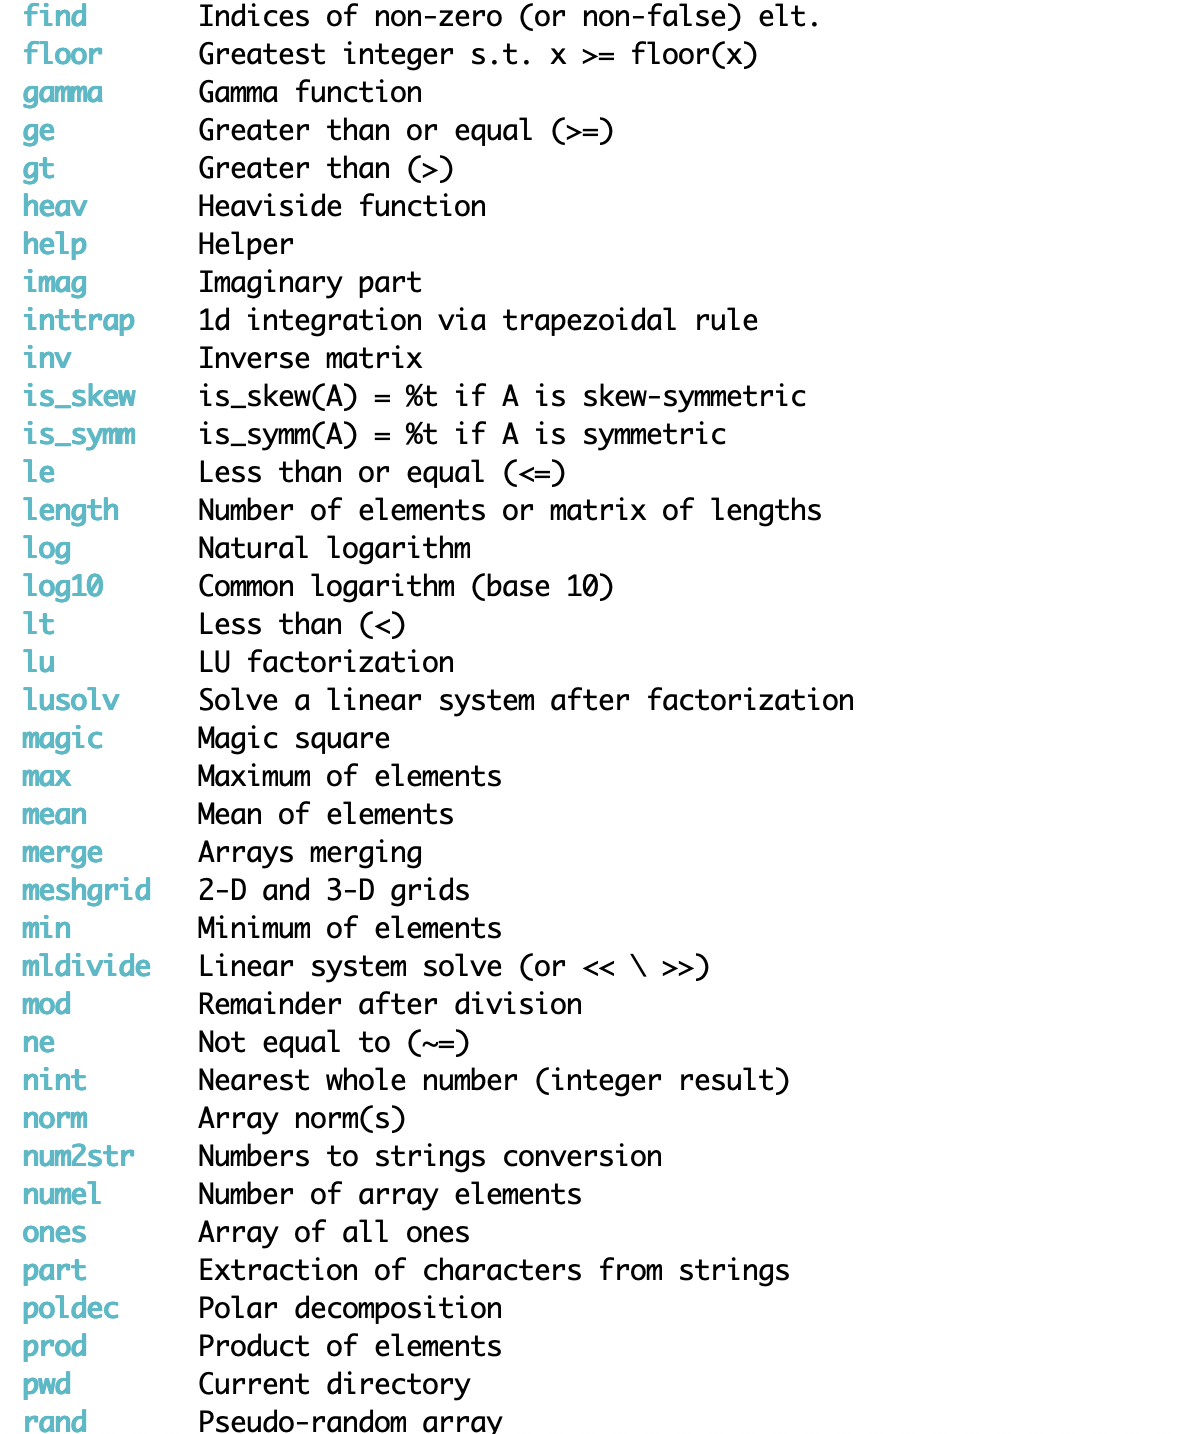 find Indices of non-zero (or non-false) elt.
floor Greatest integer s.t. x >= floor(x)
gamma Gamma function
ge Greater than or equal (>=)
gt Greater than (>)
heav Heaviside function
help Helper
imag Imaginary part
inttrap 1d integration via trapezoidal rule
inv Inverse matrix
is_skew is_skew(A) = %t if A is skew-symmetric
is_symm is_symm(A) = %t if A is symmetric
le Less than or equal (<=)
length Number of elements or matrix of lengths
log Natural logarithm
log10 Common logarithm (base 10)
lt Less than (<)
lu LU factorization
lusolv Solve a linear system after factorization
magic Magic square
max Maximum of elements
mean Mean of elements
merge Arrays merging
meshgrid 2-D and 3-D grids
min Minimum of elements
mldivide Linear system solve (or << \ >>)
mod Remainder after division
ne Not equal to (~=)
nint Nearest whole number (integer result)
norm Array norm(s)
num2str Numbers to strings conversion
numel Number of array elements
ones Array of all ones
part Extraction of characters from strings
poldec Polar decomposition
prod Product of elements
pwd Current directory
rand Pseudo-random array